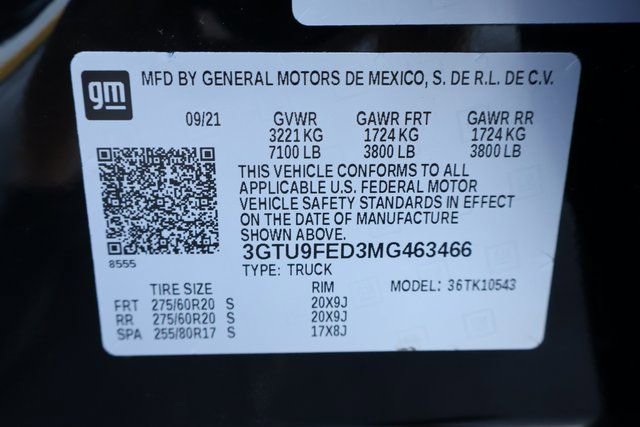 gm
MFD BY GENERAL MOTORS DE MEXICO, S. DE R.L. DE C.V.
09/21 GVWR GAWR FRT GAWR RR
3221 KG 1724 KG 1724 KG
7100 LB 3800 LB 3800 LB
THIS VEHICLE CONFORMS TO ALL
APPLICABLE U.S. FEDERAL MOTOR
VEHICLE SAFETY STANDARDS IN EFFECT
ON THE DATE OF MANUFACTURE
SHOWN ABOVE.
8555
3GTU9FED3MG463466
TYPE: TRUCK MODEL: 36TK10543
TIRE SIZE RIM
FRT 275/60R20 S 20X9J
RR 275/60R20 S 20X9J
SPA 255/80R17 S 17X8J